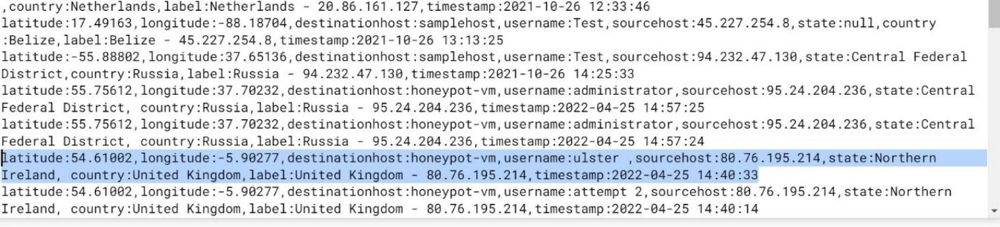 ,country:Netherlands,label:Netherlands - 20.86.161.127,timestamp:2021-10-26 12:33:46
latitude:17.49163,longitude:-88.18704,destinationhost:samplehost,username:Test,sourcehost:45.227.254.8,state:null,country
:Belize,label:Belize - 45.227.254.8,timestamp:2021-10-26 13:13:25
latitude:-55.88802,longitude:37.65136,destinationhost:samplehost,username:Test,sourcehost:94.232.47.130,state:Central Federal
District,country:Russia,label:Russia - 94.232.47.130,timestamp:2021-10-26 14:25:33
latitude:55.75612,longitude:37.70232,destinationhost:honeypot-vm,username:administrator,sourcehost:95.24.204.236,state:Central
Federal District, country:Russia,label:Russia - 95.24.204.236,timestamp:2022-04-25 14:57:25
latitude:55.75612,longitude:37.70232,destinationhost:honeypot-vm,username:administrator,sourcehost:95.24.204.236,state:Central
Federal District, country:Russia,label:Russia - 95.24.204.236,timestamp:2022-04-25 14:57:24
latitude:54.61002,longitude:-5.90277,destinationhost:honeypot-vm,username:ulster ,sourcehost:80.76.195.214,state:Northern
Ireland, country:United Kingdom,label:United Kingdom - 80.76.195.214,timestamp:2022-04-25 14:40:33
latitude:54.61002,longitude:-5.90277,destinationhost:honeypot-vm,username:attempt 2,sourcehost:80.76.195.214,state:Northern
Ireland, country:United Kingdom,label:United Kingdom - 80.76.195.214,timestamp:2022-04-25 14:40:14